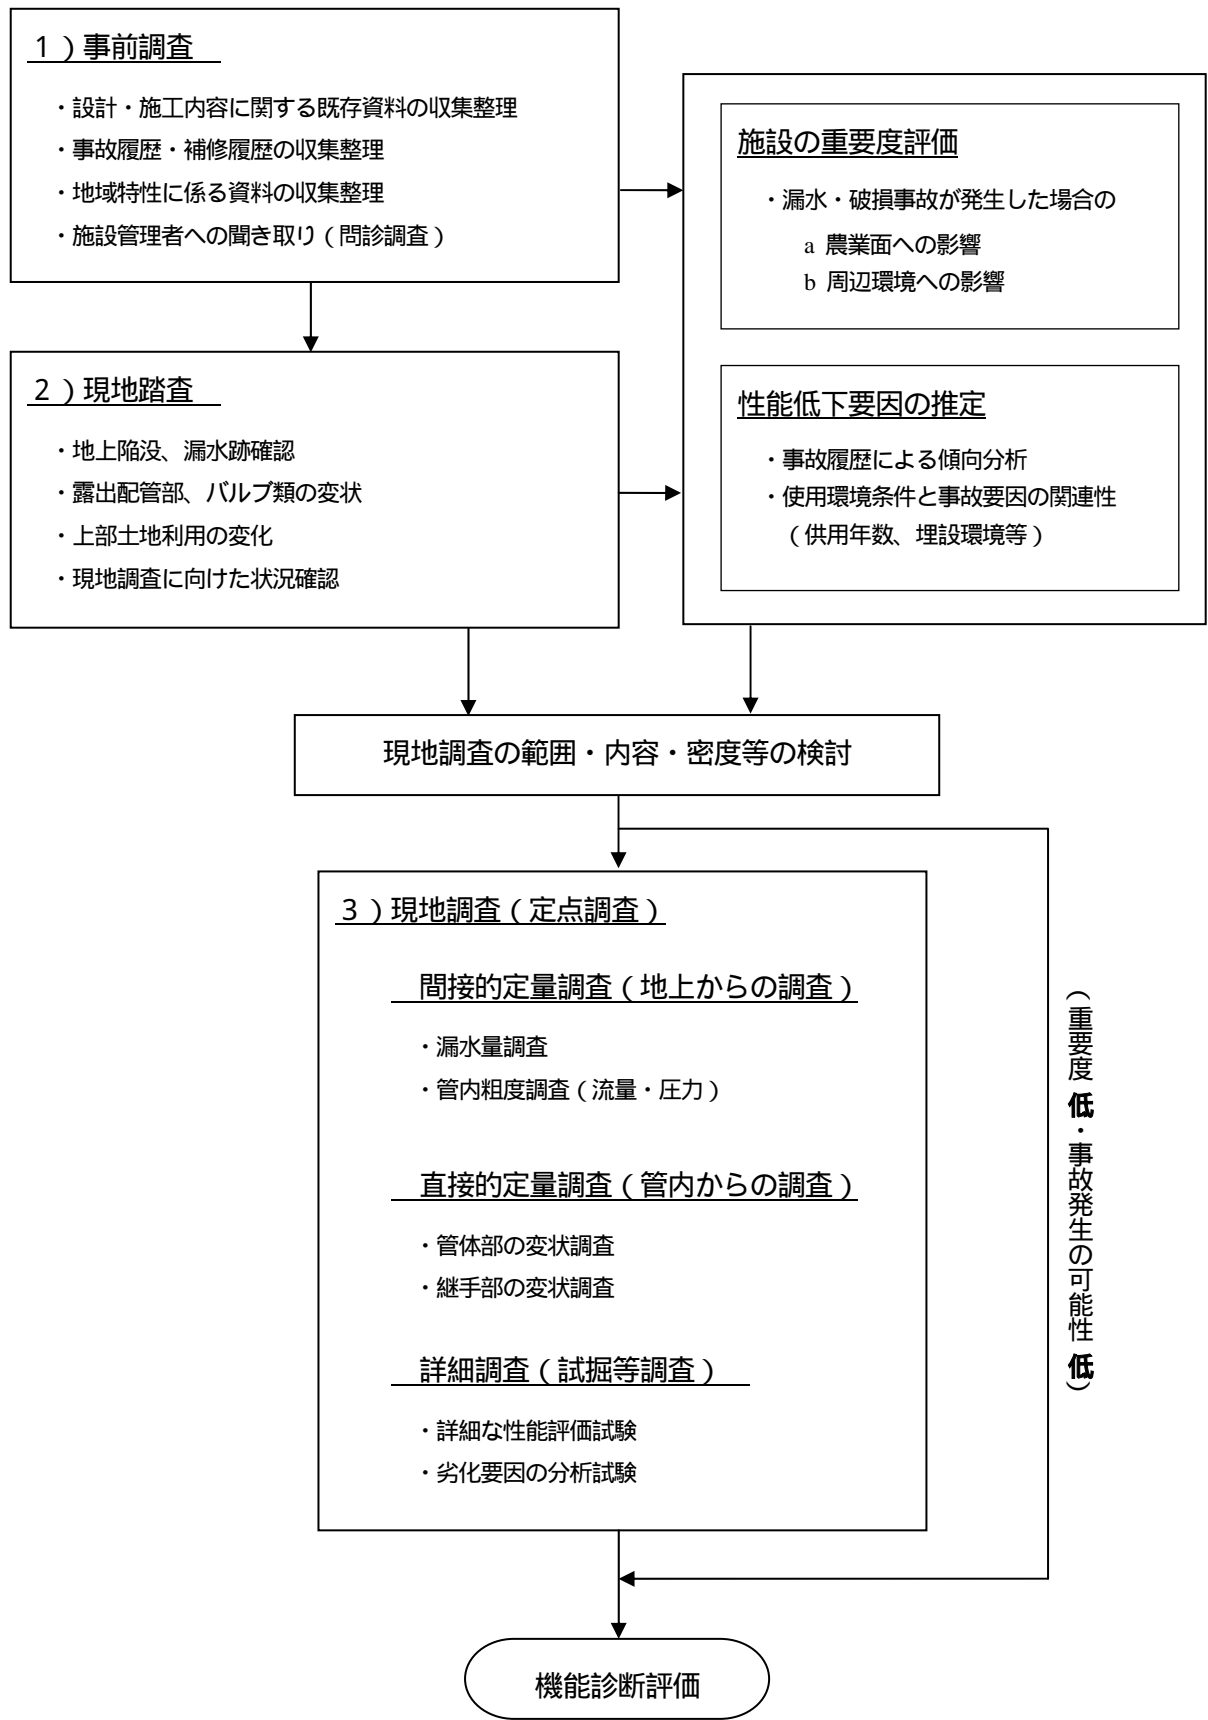 １）事前調査
・設計・施工内容に関する既存資料の収集整理
・事故履歴・補修履歴の収集整理
・地域特性に係る資料の収集整理
・施設管理者への聞き取り（問診調査）
施設の重要度評価
・漏水・破損事故が発生した場合の
a 農業面への影響
b 周辺環境への影響
２）現地踏査
・地上陥没、漏水跡確認
・露出配管部、バルブ類の変状
・上部土地利用の変化
・現地調査に向けた状況確認
性能低下要因の推定
・事故履歴による傾向分析
・使用環境条件と事故要因の関連性
（供用年数、埋設環境等）
現地調査の範囲・内容・密度等の検討
３）現地調査（定点調査）
間接的定量調査（地上からの調査）
・漏水量調査
・管内粗度調査（流量・圧力）
直接的定量調査（管内からの調査）
・管体部の変状調査
・継手部の変状調査
詳細調査（試掘等調査）
・詳細な性能評価試験
・劣化要因の分析試験
（重要度 低・事故発生の可能性 低）
機能診断評価